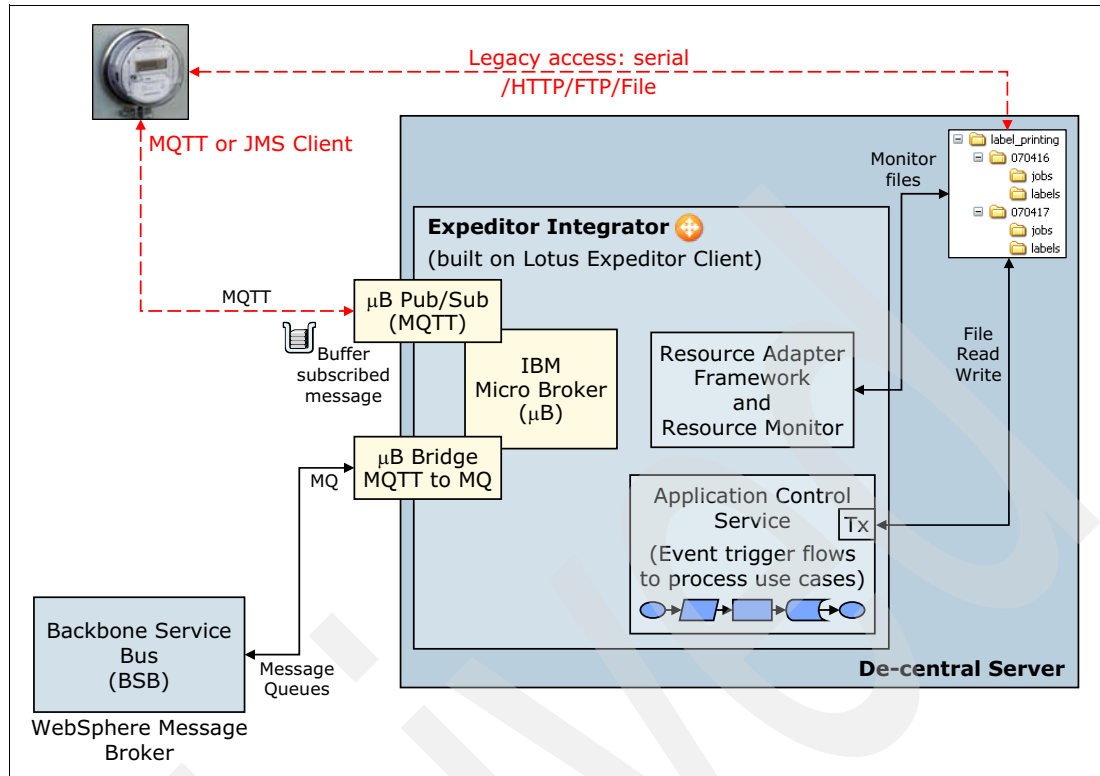 Legacy access: serial
/HTTP/FTP/File
MQTT or JMS Client
label_printing
070416
jobs
labels
070417
jobs
labels
Monitor
files
Expeditor Integrator
(built on Lotus Expeditor Client)
MQTT
µB Pub/Sub
(MQTT)
Buffer
subscribed
message
IBM
Micro Broker
(µB)
Resource Adapter
Framework
and
Resource Monitor
File
Read
Write
µB Bridge
MQTT to MQ
MQ
Application Control
Service
Tx
(Event trigger flows
to process use cases)
Backbone Service
Bus
(BSB)
Message
Queues
De-central Server
WebSphere Message
Broker